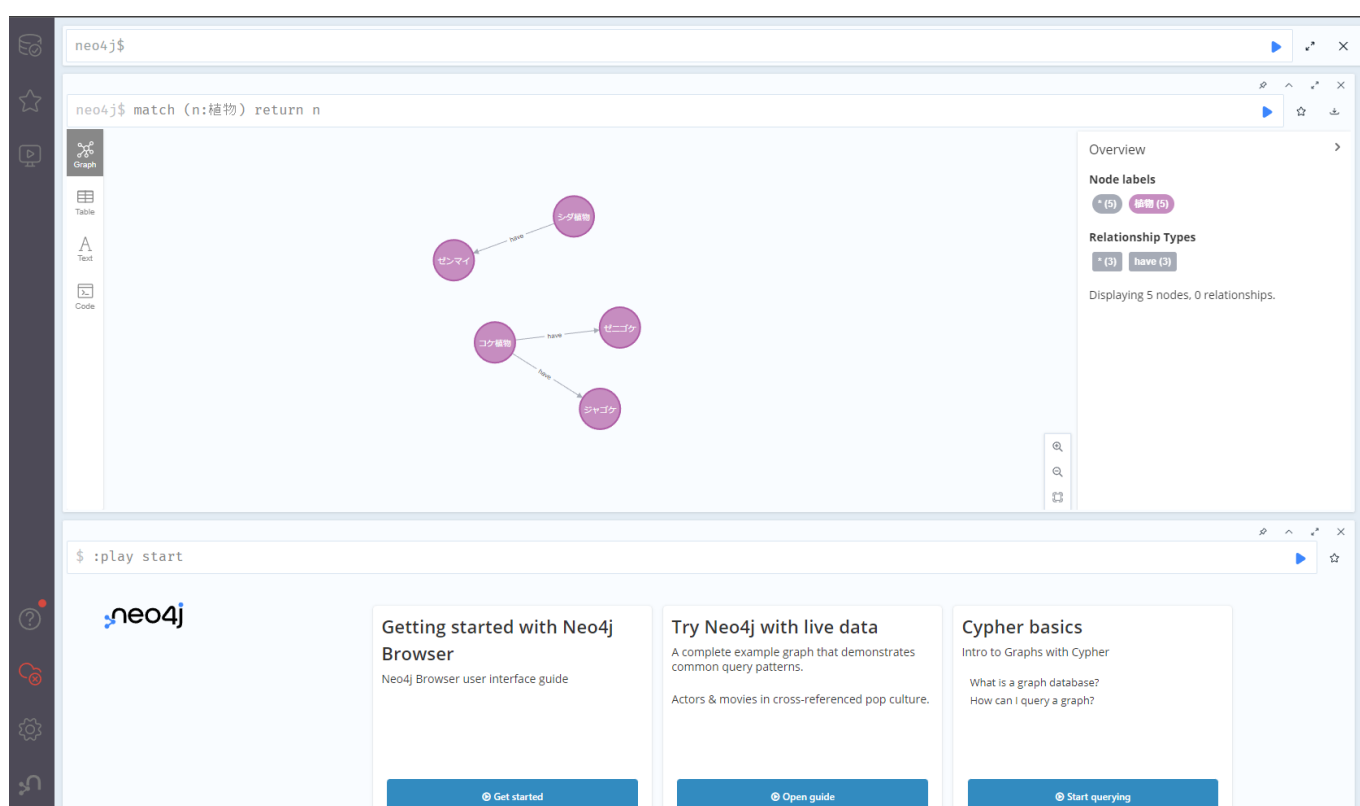 neo4j$
neo4j$ match (n:植物) return n
Graph
Table
Text
Code
シダ植物
have
ゼンマイ
コケ植物
have
ゼニゴケ
have
ジャゴケ
Overview
Node labels
* (5) 植物 (5)
Relationship Types
* (3) have (3)
Displaying 5 nodes, 0 relationships.
$ :play start
neo4j
Getting started with Neo4j
Browser
Neo4j Browser user interface guide
Get started
Try Neo4j with live data
A complete example graph that demonstrates
common query patterns.
Actors & movies in cross-referenced pop culture.
Open guide
Cypher basics
Intro to Graphs with Cypher
What is a graph database?
How can I query a graph?
Start querying